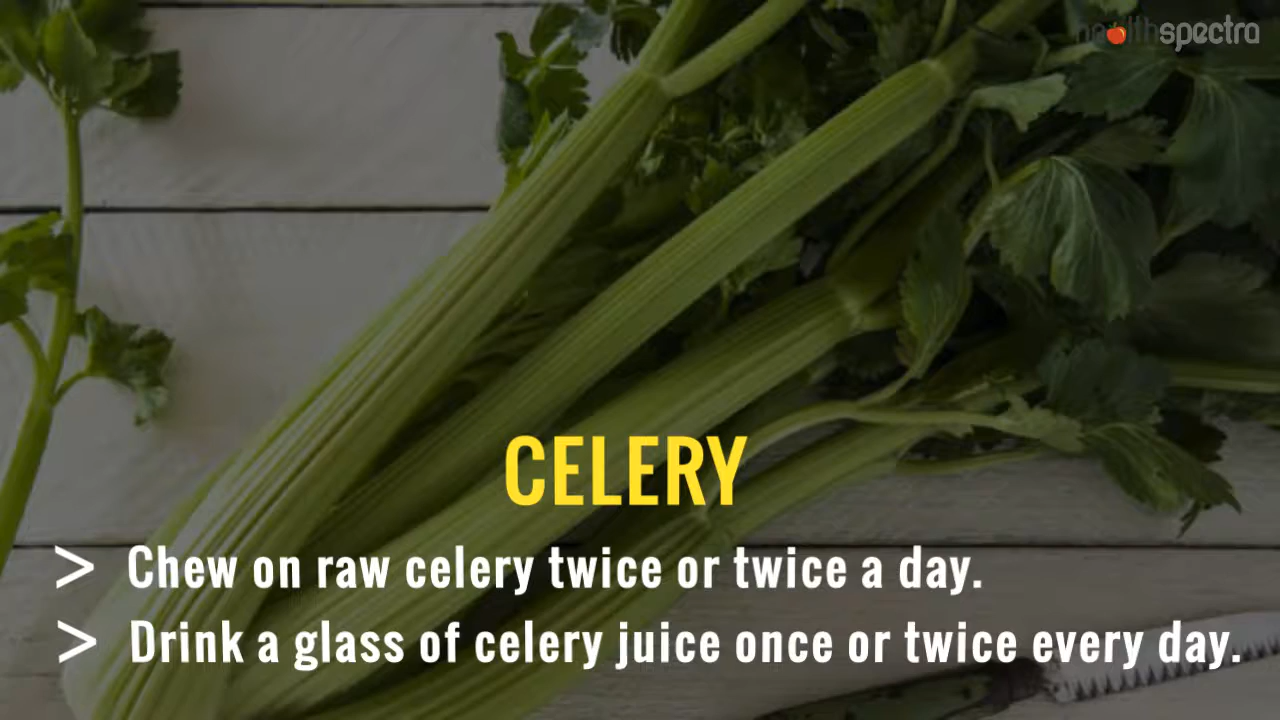 healthspectra
CELERY
> Chew on raw celery twice or twice a day.
> Drink a glass of celery juice once or twice every day.